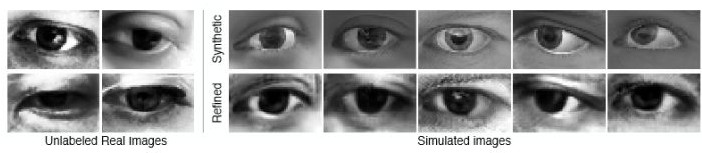 Synthetic
Refined
Unlabeled Real Images
Simulated images